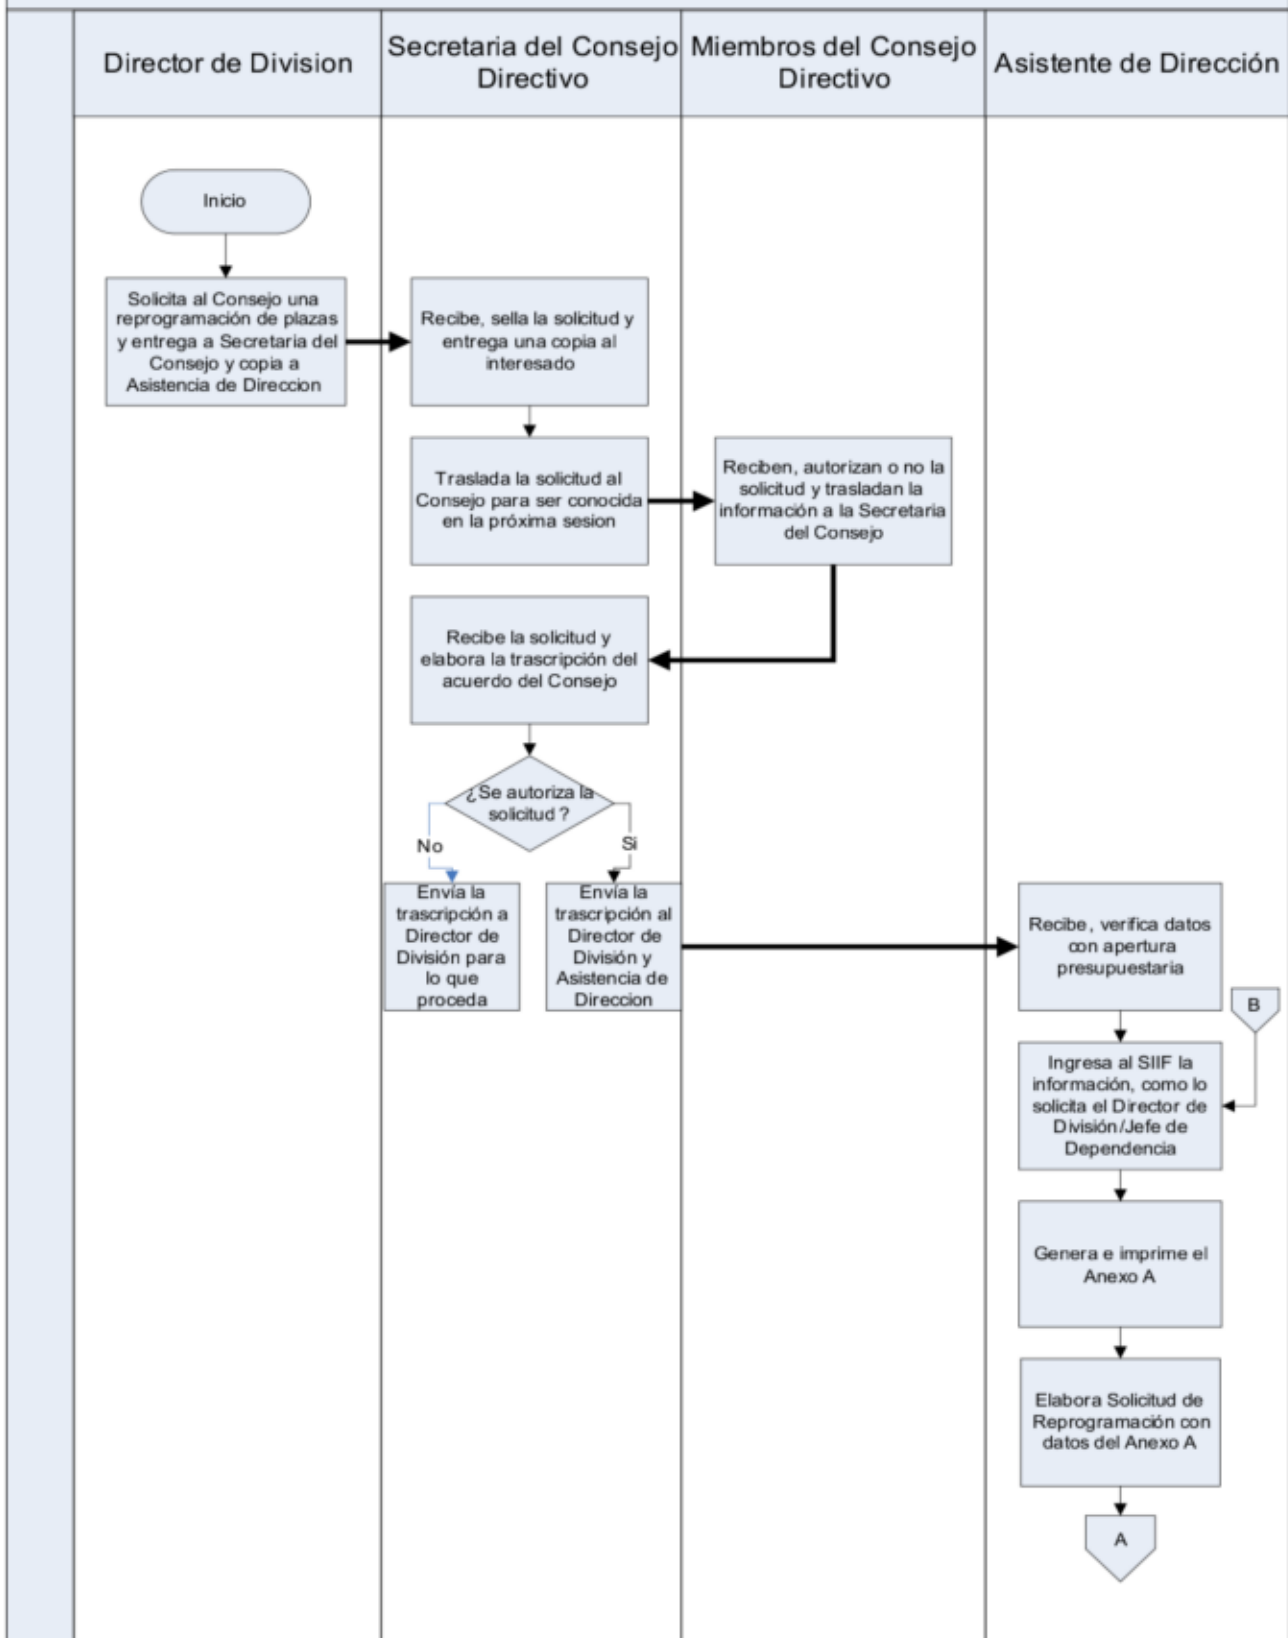 Director de Division
Secretaria del Consejo
Directivo
Miembros del Consejo
Directivo
Asistente de Dirección
Inicio
Solicita al Consejo una
reprogramación de plazas
y entrega a Secretaria del
Consejo y copia a
Asistencia de Direccion
Recibe, sella la solicitud y
entrega una copia al
interesado
Traslada la solicitud al
Consejo para ser conocida
en la próxima sesion
Reciben, autorizan o no la
solicitud y trasladan la
información a la Secretaria
del Consejo
Recibe la solicitud y
elabora la trascripción del
acuerdo del Consejo
¿Se autoriza la
solicitud ?
No
Si
Envía la
trascripción a
Director de
División para
lo que
proceda
Envía la
trascripción al
Director de
División y
Asistencia de
Direccion
Recibe, verifica datos
con apertura
presupuestaria
B
Ingresa al SIIF la
información, como lo
solicita el Director de
División/Jefe de
Dependencia
Genera e imprime el
Anexo A
Elabora Solicitud de
Reprogramación con
datos del Anexo A
A